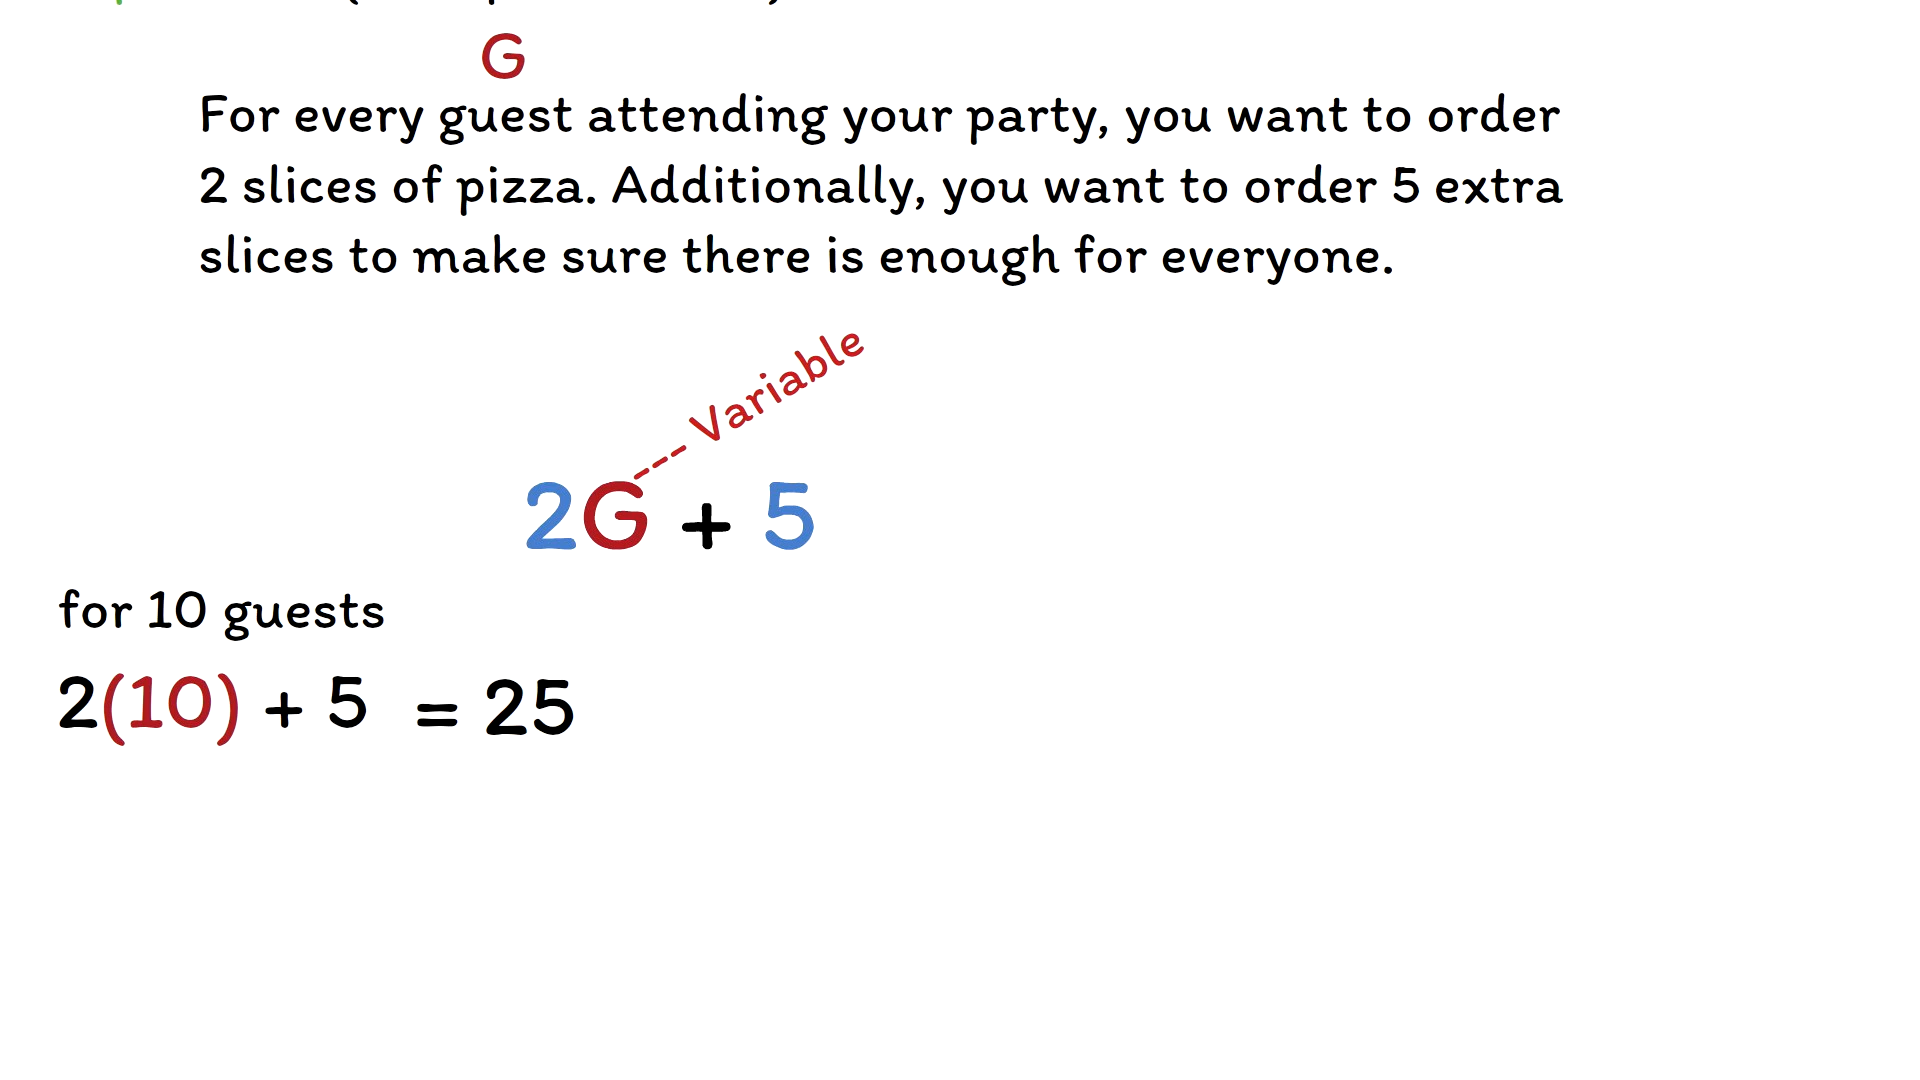 G
For every guest attending your party, you want to order
2 slices of pizza. Additionally, you want to order 5 extra
slices to make sure there is enough for everyone.
Variable
2G + 5
for 10 guests
2(10) + 5 = 25